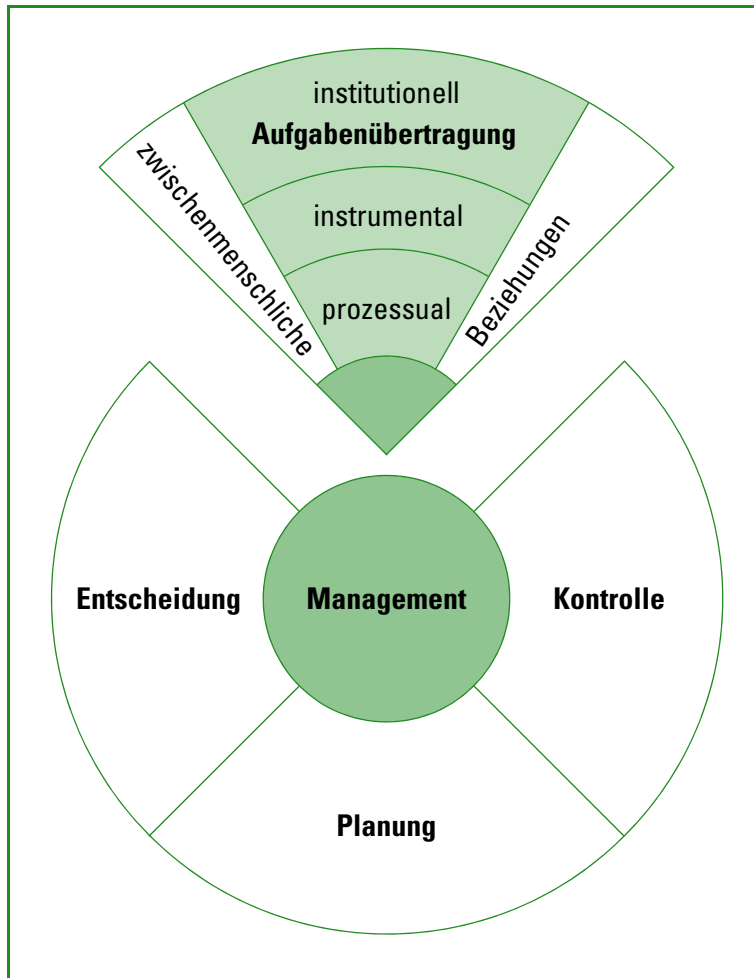 institutionell
Aufgabenübertragung
zwischenmenschliche
instrumental
Beziehungen
prozessual
Entscheidung
Management
Kontrolle
Planung